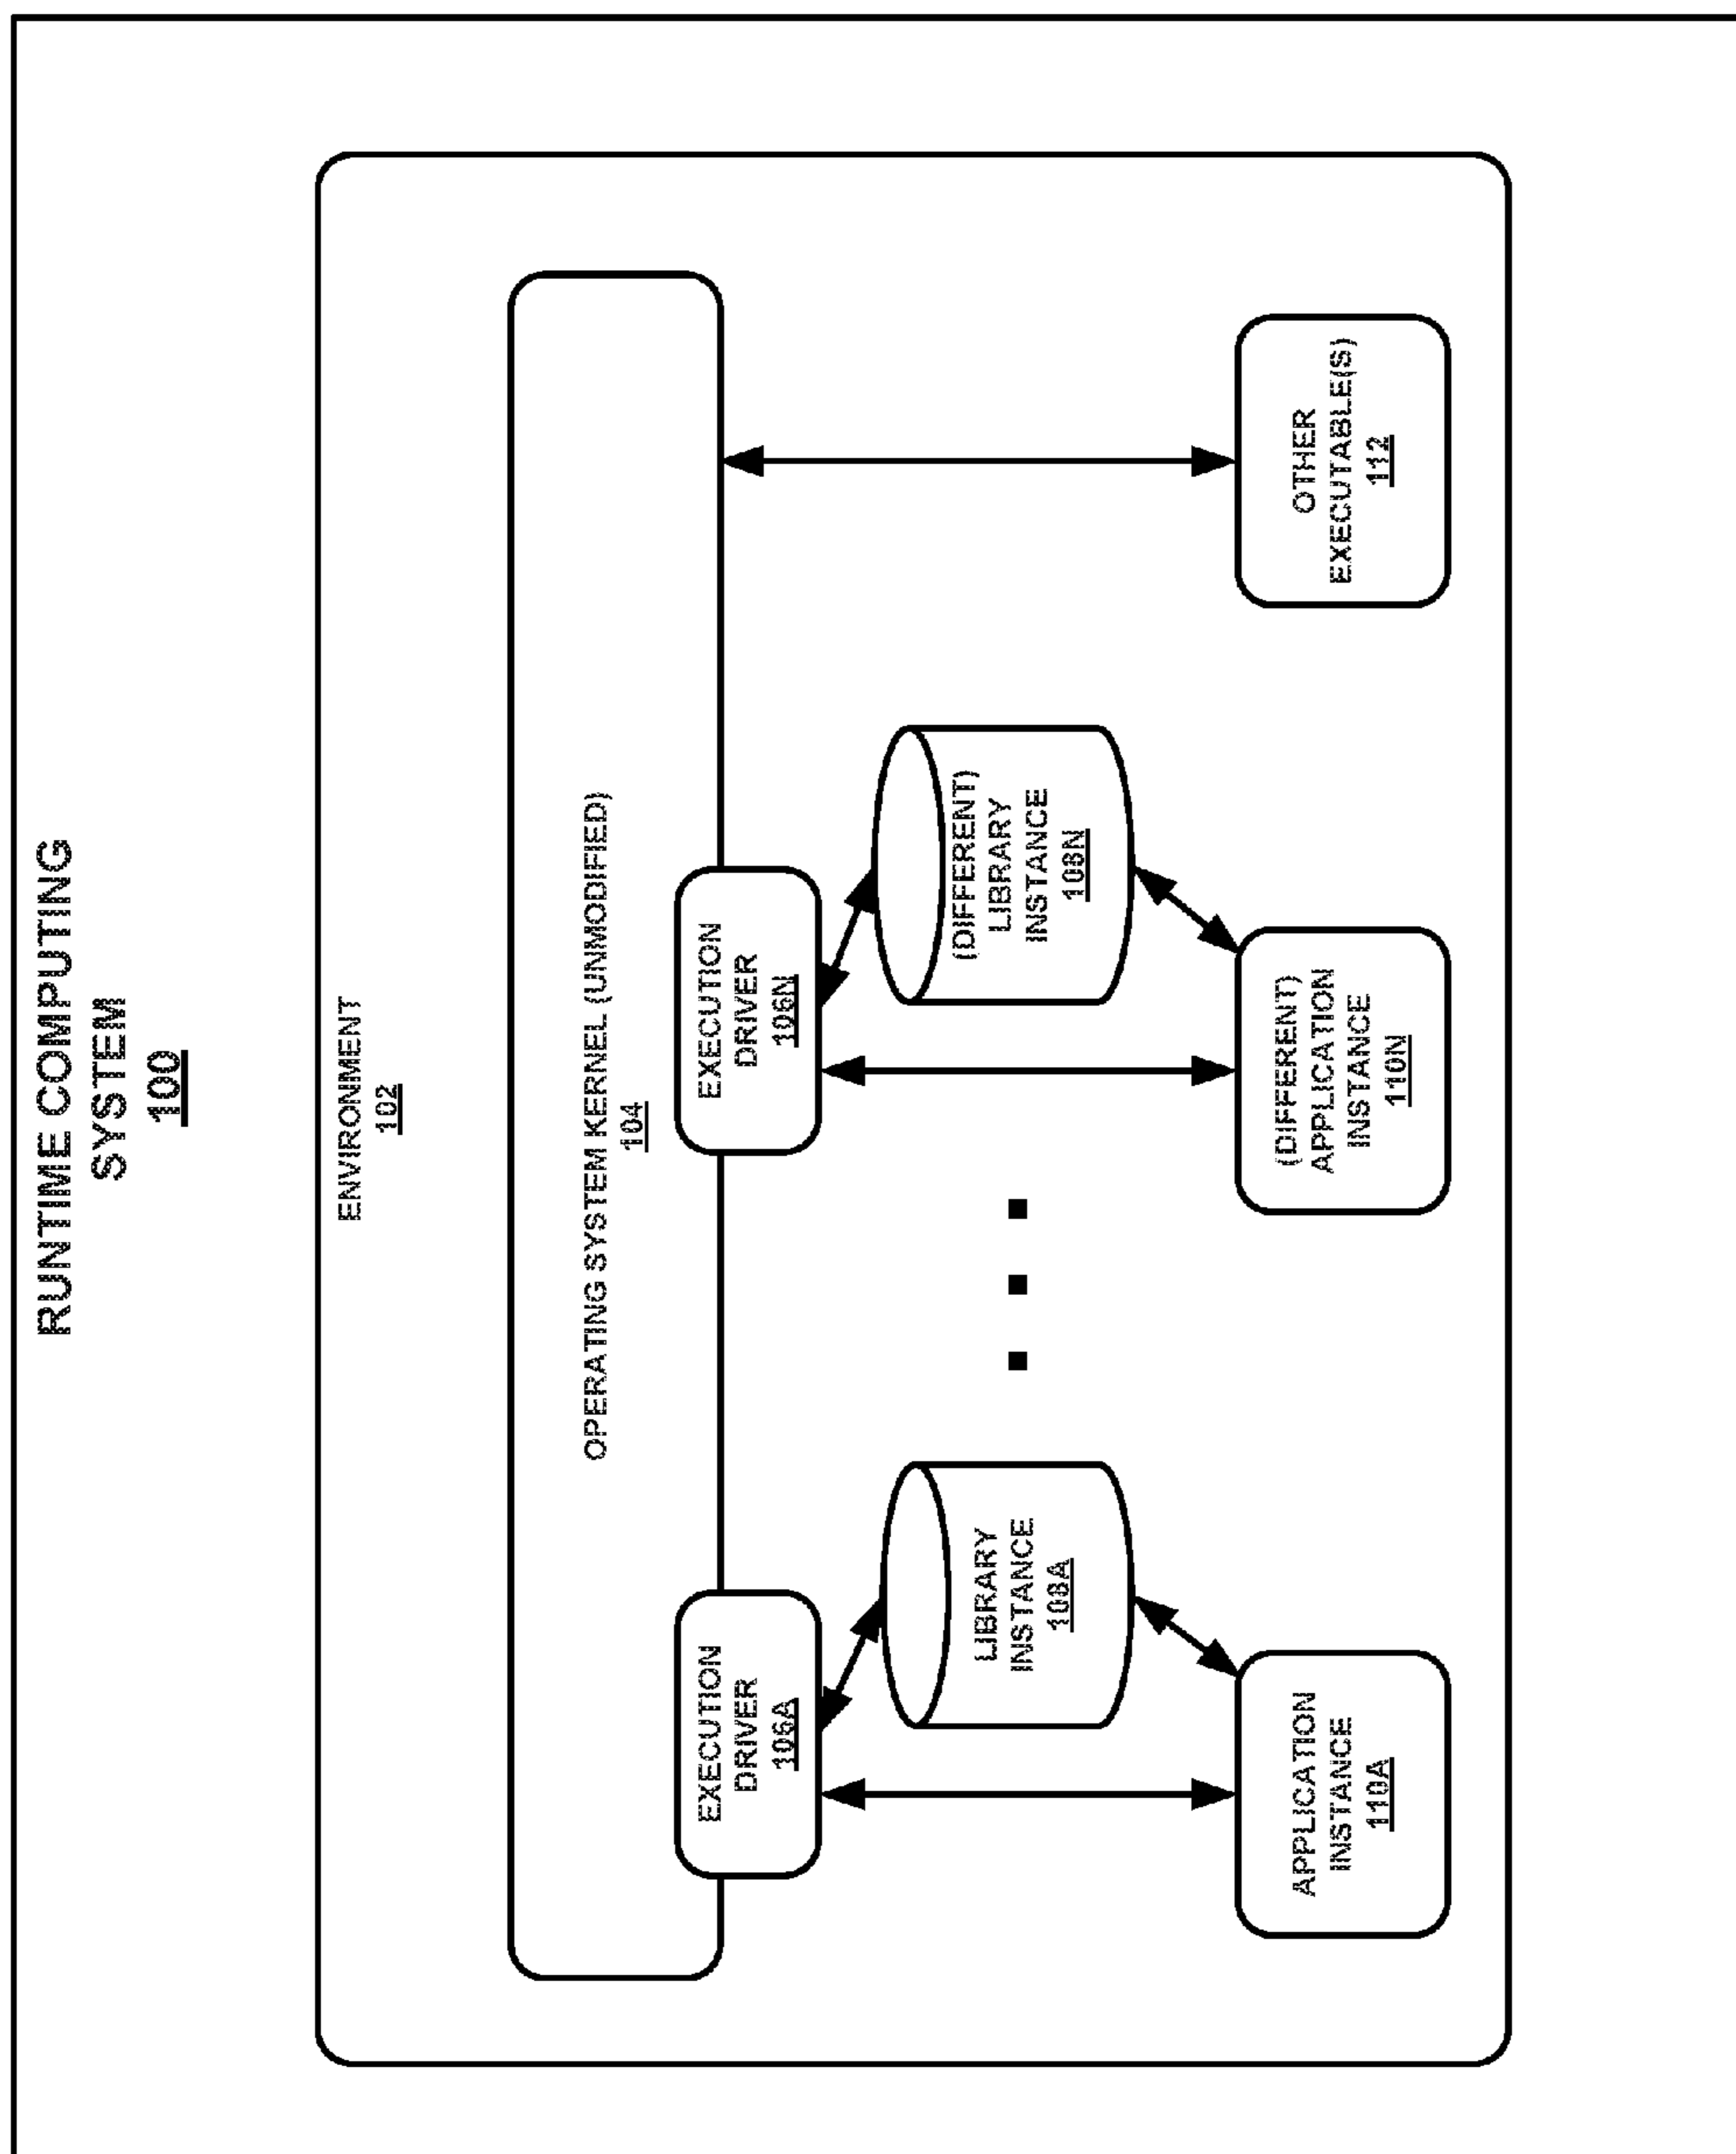 RUNTIME COMPUTING
SYSTEM
100
ENVIRONMENT
102
OPERATING SYSTEM KERNEL (UNMODIFIED)
104
EXECUTION
DRIVER
106A
EXECUTION
DRIVER
106N
LIBRARY
INSTANCE
108A
(DIFFERENT)
LIBRARY
INSTANCE
108N
APPLICATION
INSTANCE
110A
(DIFFERENT)
APPLICATION
INSTANCE
110N
OTHER
EXECUTABLE(S)
112